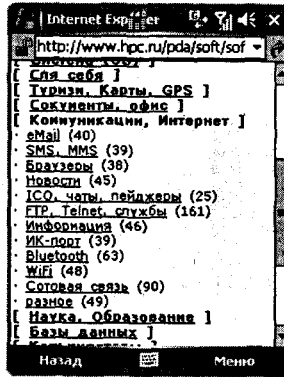 Internet Explorer
http://www.hpc.ru/pda/soft/sof
[ Система (OS) ]
[ Для себя ]
[ Туризм, Карты, GPS ]
[ Документы, офис ]
[ Коммуникации, Интернет ]
· eMail (40)
· SMS, MMS (39)
· Браузеры (38)
· Новости (45)
· ICQ, чаты, пейджеры (25)
· FTP, Telnet, службы (161)
· Информация (46)
· ИК-порт (39)
· Bluetooth (63)
· WiFi (48)
· Сотовая связь (90)
· разное (49)
[ Наука, Образование ]
[ Базы данных ]
Назад
Меню